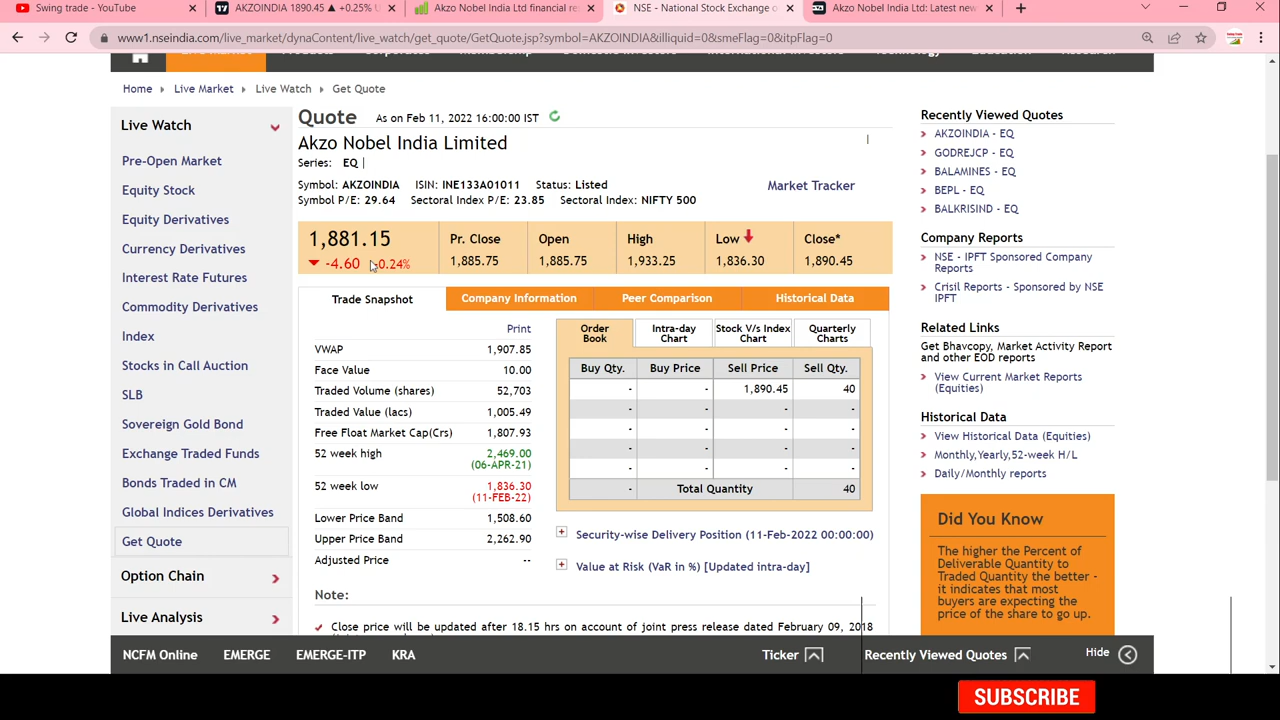 Swing trade - YouTube
AKZOINDIA 1890.45 ▲ +0.25% U
Akzo Nobel India Ltd financial re
NSE - National Stock Exchange o
Akzo Nobel India Ltd: Latest new
www1.nseindia.com/live_market/dynaContent/live_watch/get_quote/GetQuote.jsp?symbol=AKZOINDIA&illiquid=0&smeFlag=0&itpFlag=0
Home
Live Market
Live Watch
Get Quote
Live Watch
Pre-Open Market
Equity Stock
Equity Derivatives
Currency Derivatives
Interest Rate Futures
Commodity Derivatives
Index
Stocks in Call Auction
SLB
Sovereign Gold Bond
Exchange Traded Funds
Bonds Traded in CM
Global Indices Derivatives
Get Quote
Option Chain
Live Analysis
Quote As on Feb 11, 2022 16:00:00 IST
Akzo Nobel India Limited
Series: EQ |
|
Symbol: AKZOINDIA ISIN: INE133A01011 Status: Listed
Market Tracker
Symbol P/E: 29.64 Sectoral Index P/E: 23.85 Sectoral Index: NIFTY 500
1,881.15 Pr. Close Open High Low Close*
-4.60 -0.24% 1,885.75 1,885.75 1,933.25 1,836.30 1,890.45
Trade Snapshot Company Information Peer Comparison Historical Data
Print
VWAP 1,907.85
Face Value 10.00
Traded Volume (shares) 52,703
Traded Value (lacs) 1,005.49
Free Float Market Cap(Crs) 1,807.93
52 week high 2,469.00
(06-APR-21)
52 week low 1,836.30
(11-FEB-22)
Lower Price Band 1,508.60
Upper Price Band 2,262.90
Adjusted Price --
Order Book
Intra-day Chart
Stock V/s Index Chart
Quarterly Charts
Buy Qty. Buy Price Sell Price Sell Qty.
- - 1,890.45 40
- - - -
- - - -
- - - -
- - - -
- Total Quantity 40
Security-wise Delivery Position (11-Feb-2022 00:00:00)
Value at Risk (VaR in %) [Updated intra-day]
Note:
Close price will be updated after 18.15 hrs on account of joint press release dated February 09, 2018
Recently Viewed Quotes
AKZOINDIA - EQ
GODREJCP - EQ
BALAMINES - EQ
BEPL - EQ
BALKRISIND - EQ
Company Reports
NSE - IPFT Sponsored Company
Reports
Crisil Reports - Sponsored by NSE
IPFT
Related Links
Get Bhavcopy, Market Activity Report
and other EOD reports
View Current Market Reports
(Equities)
Historical Data
View Historical Data (Equities)
Monthly,Yearly,52-week H/L
Daily/Monthly reports
Did You Know
The higher the Percent of
Deliverable Quantity to
Traded Quantity the better -
it indicates that most
buyers are expecting the
price of the share to go up.
NCFM Online EMERGE EMERGE-ITP KRA Ticker Recently Viewed Quotes Hide
SUBSCRIBE